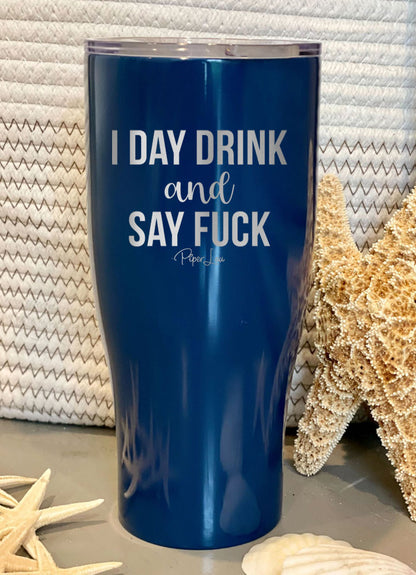 I DAY DRINK
and
SAY FUCK
PiperLou